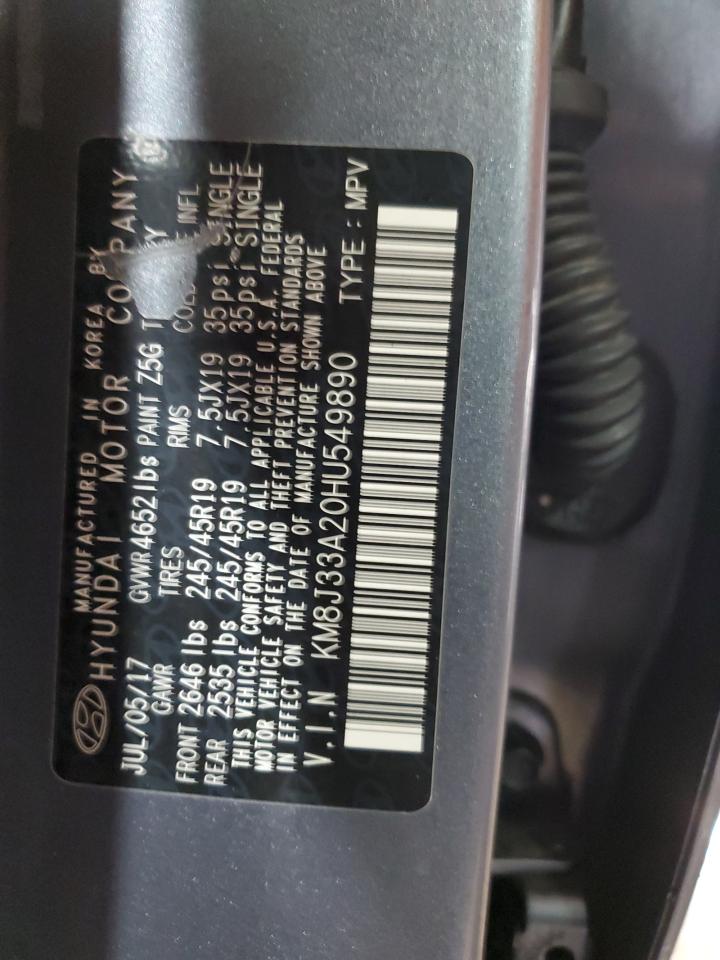 MANUFACTURED IN KOREA BY
HYUNDAI MOTOR COMPANY
JUL/05/17 GVWR 4652 lbs PAINT Z5G
GAWR TIRES RIMS INFL
FRONT 2646 lbs 245/45R19 7.5JX19 35psi SINGLE
REAR 2535 lbs 245/45R19 7.5JX19 35psi SINGLE
THIS VEHICLE CONFORMS TO ALL APPLICABLE U.S.A. FEDERAL
MOTOR VEHICLE SAFETY AND THEFT PREVENTION STANDARDS
IN EFFECT ON THE DATE OF MANUFACTURE SHOWN ABOVE
V.I.N KM8J33A20HU549890 TYPE : MPV